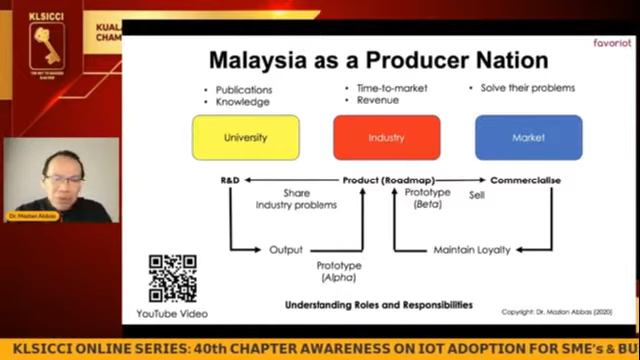 KLSICCI
KUAL
CHAM
favoriot
Malaysia as a Producer Nation
• Publications
• Knowledge
• Time-to-market
• Revenue
• Solve their problems
University
Industry
Market
R&D
Product (Roadmap)
Commercialise
Share
Industry problems
Prototype
(Beta)
Sell
Output
Maintain Loyalty
Prototype
(Alpha)
Dr. Mazlan Abbas
YouTube Video
Understanding Roles and Responsibilities
Copyright: Dr. Mazlan Abbas (2020)
KLSICCI ONLINE SERIES: 40th CHAPTER AWARENESS ON IOT ADOPTION FOR SME's & BU